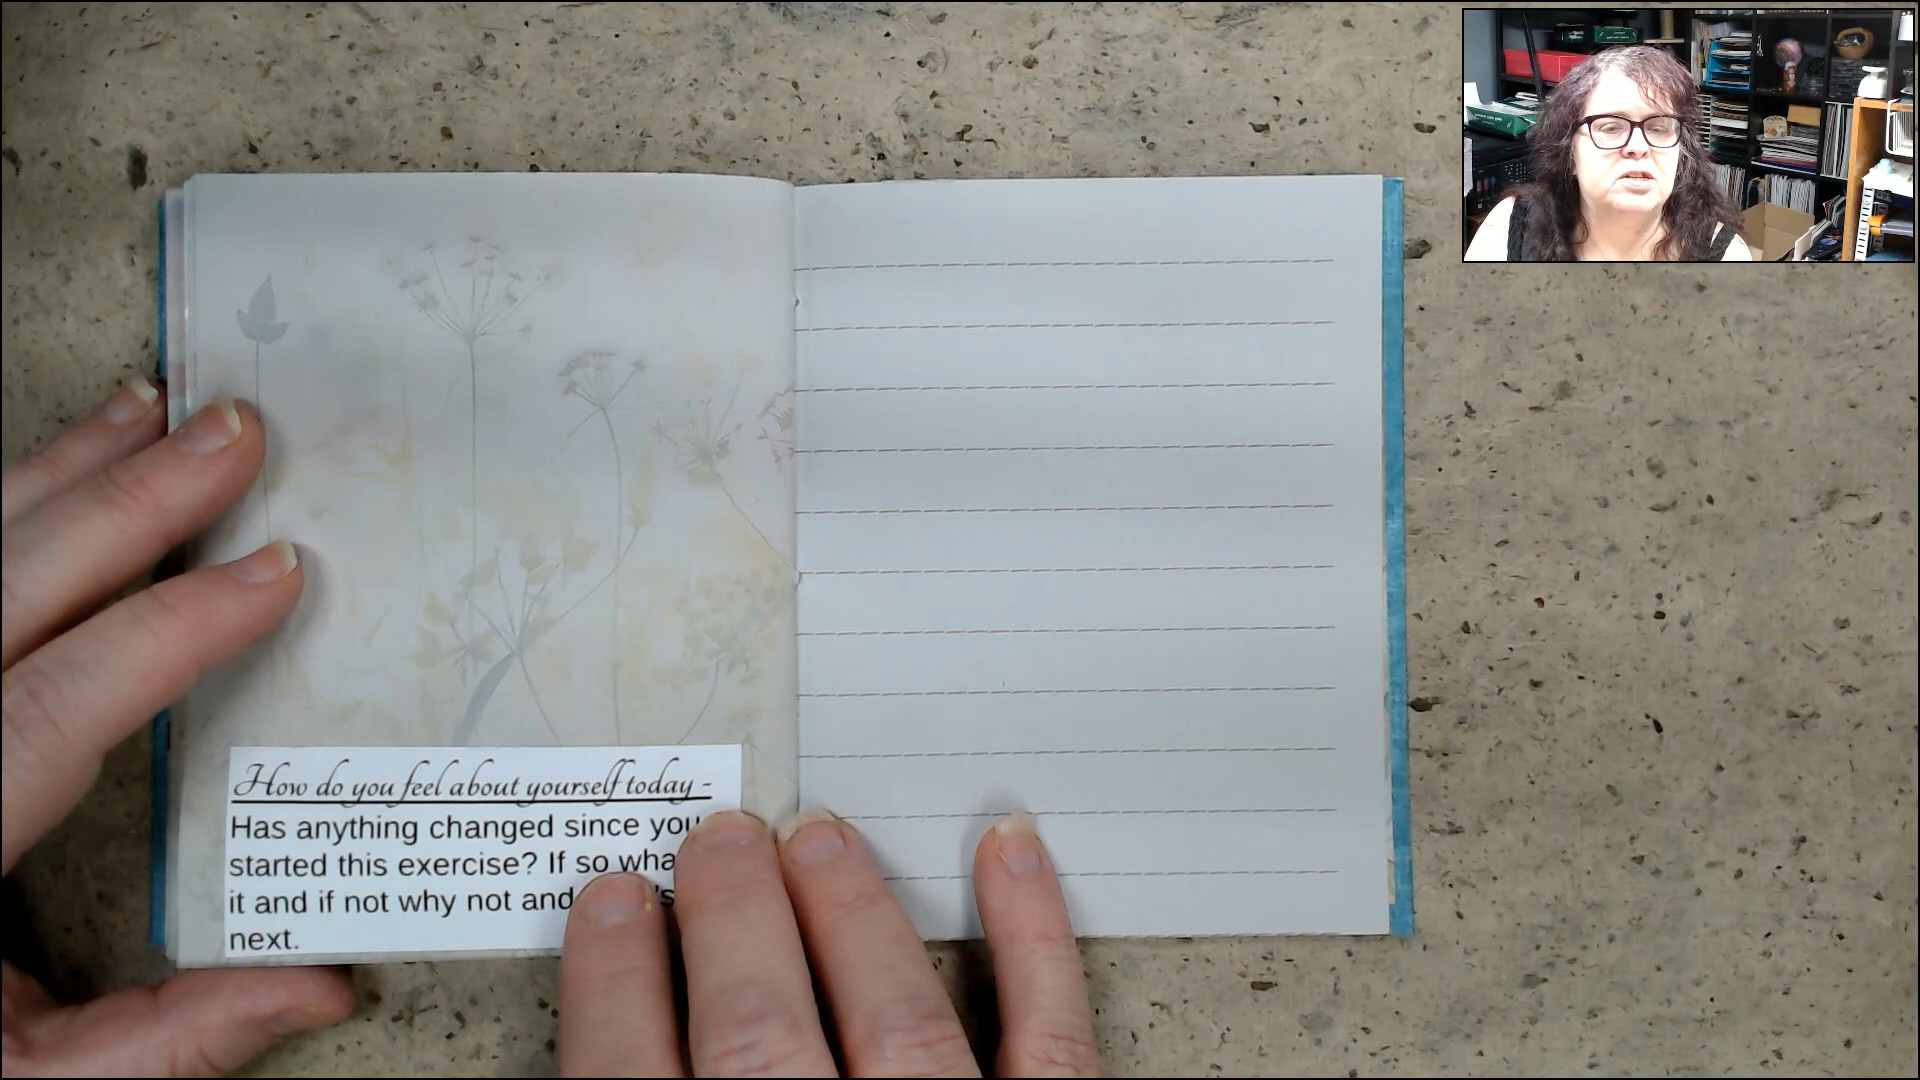 How do you feel about yourself today -
Has anything changed since you
started this exercise? If so
it and if not why not and
next.